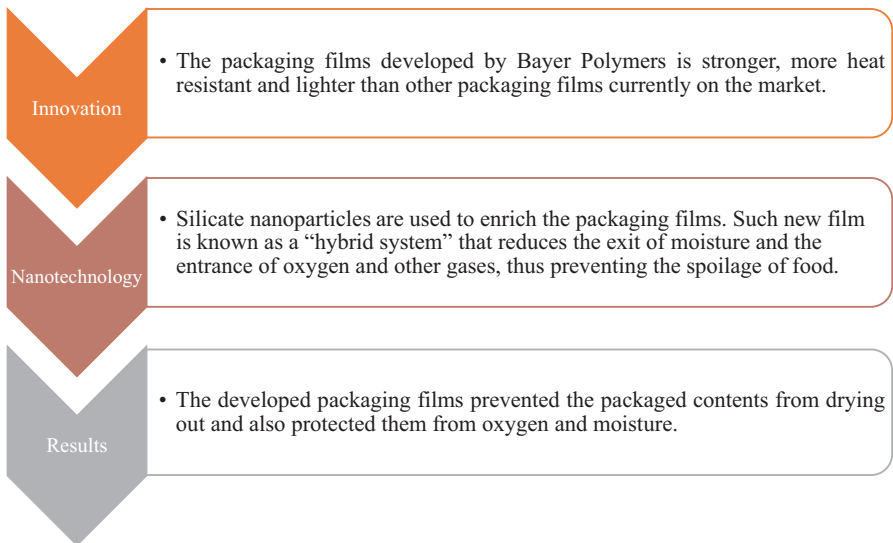 Innovation
• The packaging films developed by Bayer Polymers is stronger, more heat
resistant and lighter than other packaging films currently on the market.
Nanotechnology
• Silicate nanoparticles are used to enrich the packaging films. Such new film
is known as a “hybrid system” that reduces the exit of moisture and the
entrance of oxygen and other gases, thus preventing the spoilage of food.
Results
• The developed packaging films prevented the packaged contents from drying
out and also protected them from oxygen and moisture.